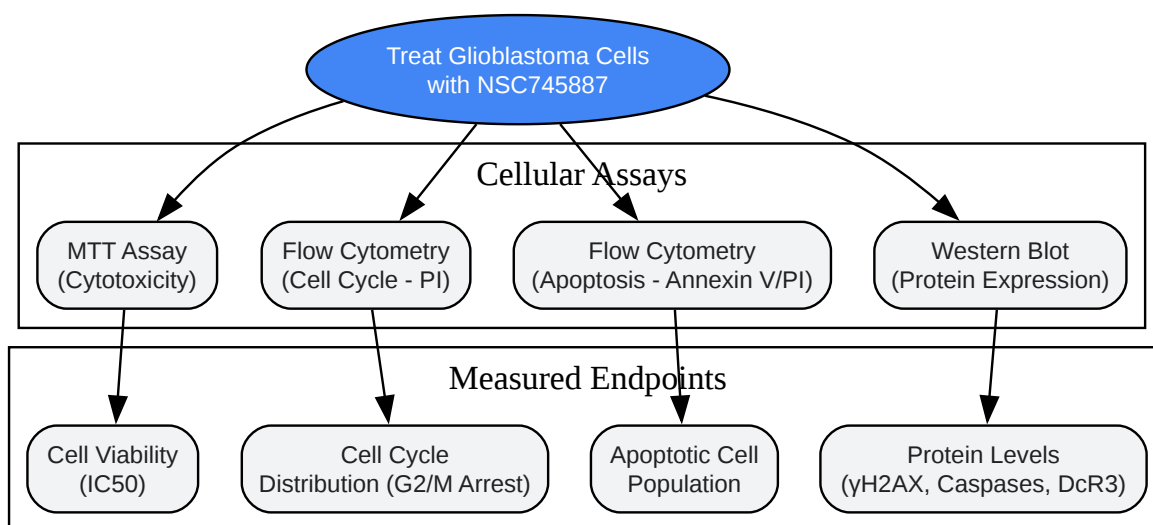 Treat Glioblastoma Cells
with NSC745887
Cellular Assays
MTT Assay
(Cytotoxicity)
Flow Cytometry
(Cell Cycle - PI)
Flow Cytometry
(Apoptosis - Annexin V/PI)
Western Blot
(Protein Expression)
Measured Endpoints
Cell Viability
(IC50)
Cell Cycle
Distribution (G2/M Arrest)
Apoptotic Cell
Population
Protein Levels
(γH2AX, Caspases, DcR3)